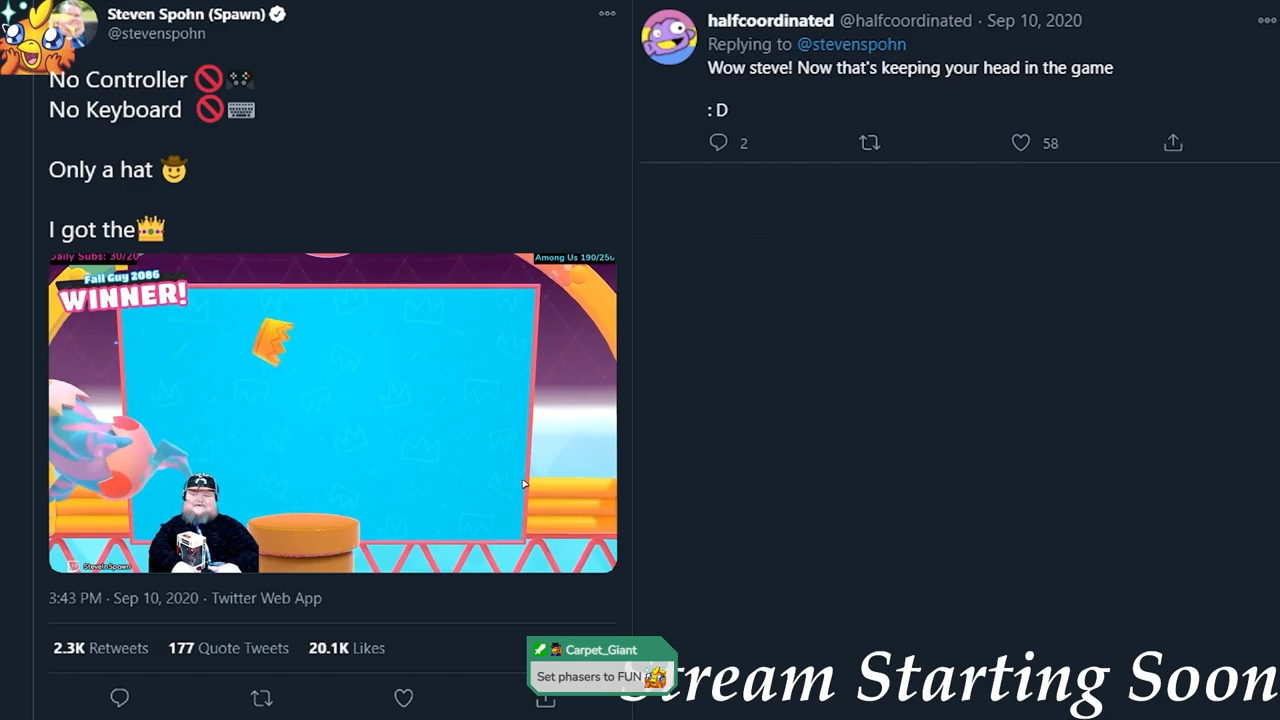 Steven Spohn (Spawn)
@stevenspohn
No Controller 🚫🎮
No Keyboard 🚫⌨️
Only a hat 🤠
I got the👑
Daily Subs: 30/20
Among Us 190/250
Fall Guy 2086
WINNER!
SteveInSpawn
3:43 PM · Sep 10, 2020 · Twitter Web App
2.3K Retweets 177 Quote Tweets 20.1K Likes
halfcoordinated @halfcoordinated · Sep 10, 2020
Replying to @stevenspohn
Wow steve! Now that's keeping your head in the game
: D
2 58
Carpet_Giant
Set phasers to FUN
Stream Starting Soon